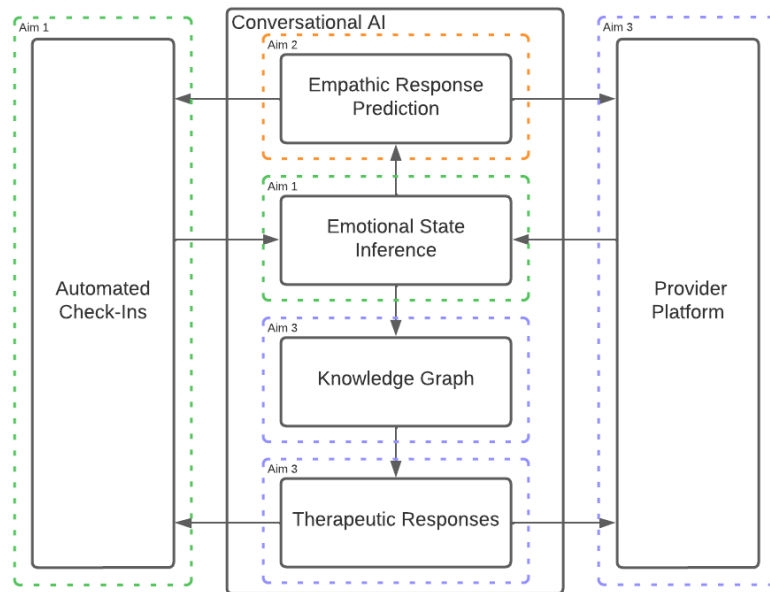 Aim 1
Automated
Check-Ins
Conversational AI
Aim 2
Empathic Response
Prediction
Aim 1
Emotional State
Inference
Aim 3
Knowledge Graph
Aim 3
Therapeutic Responses
Aim 3
Provider
Platform